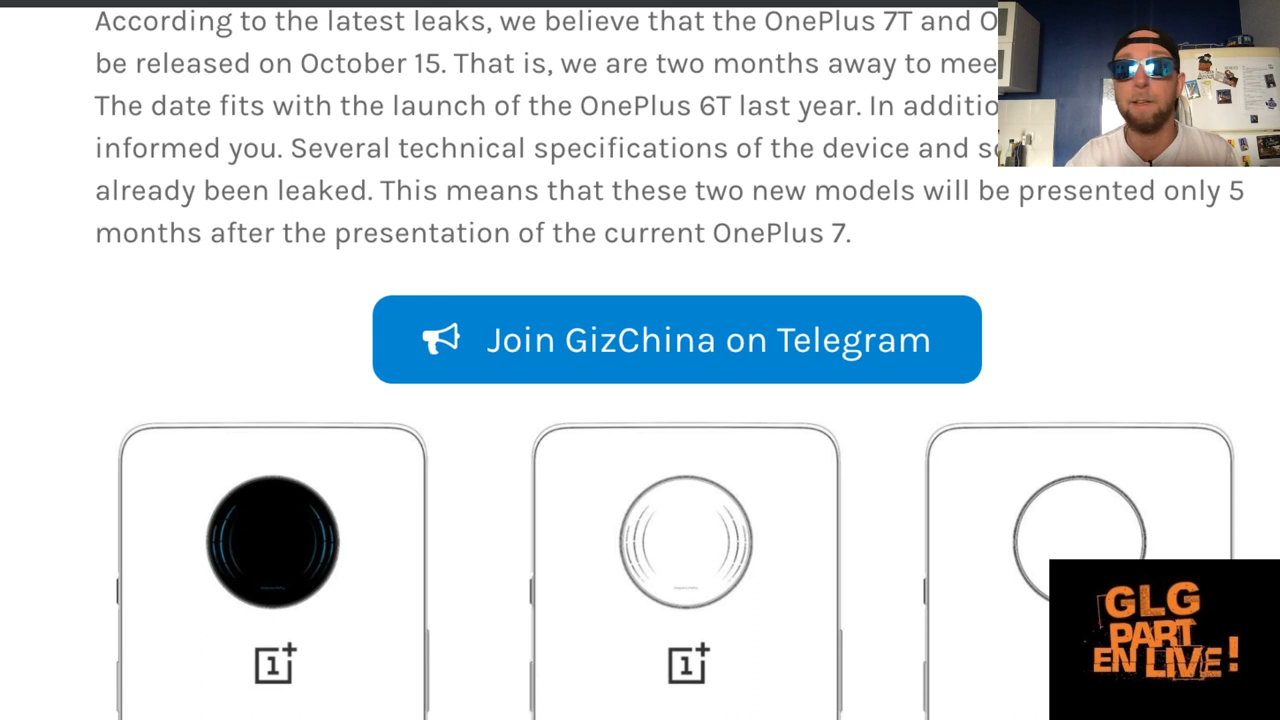 According to the latest leaks, we believe that the OnePlus 7T and O
be released on October 15. That is, we are two months away to mee
The date fits with the launch of the OnePlus 6T last year. In additio
informed you. Several technical specifications of the device and so
already been leaked. This means that these two new models will be presented only 5
months after the presentation of the current OnePlus 7.
Join GizChina on Telegram
1+
1+
GLG
PART
EN LIVE !